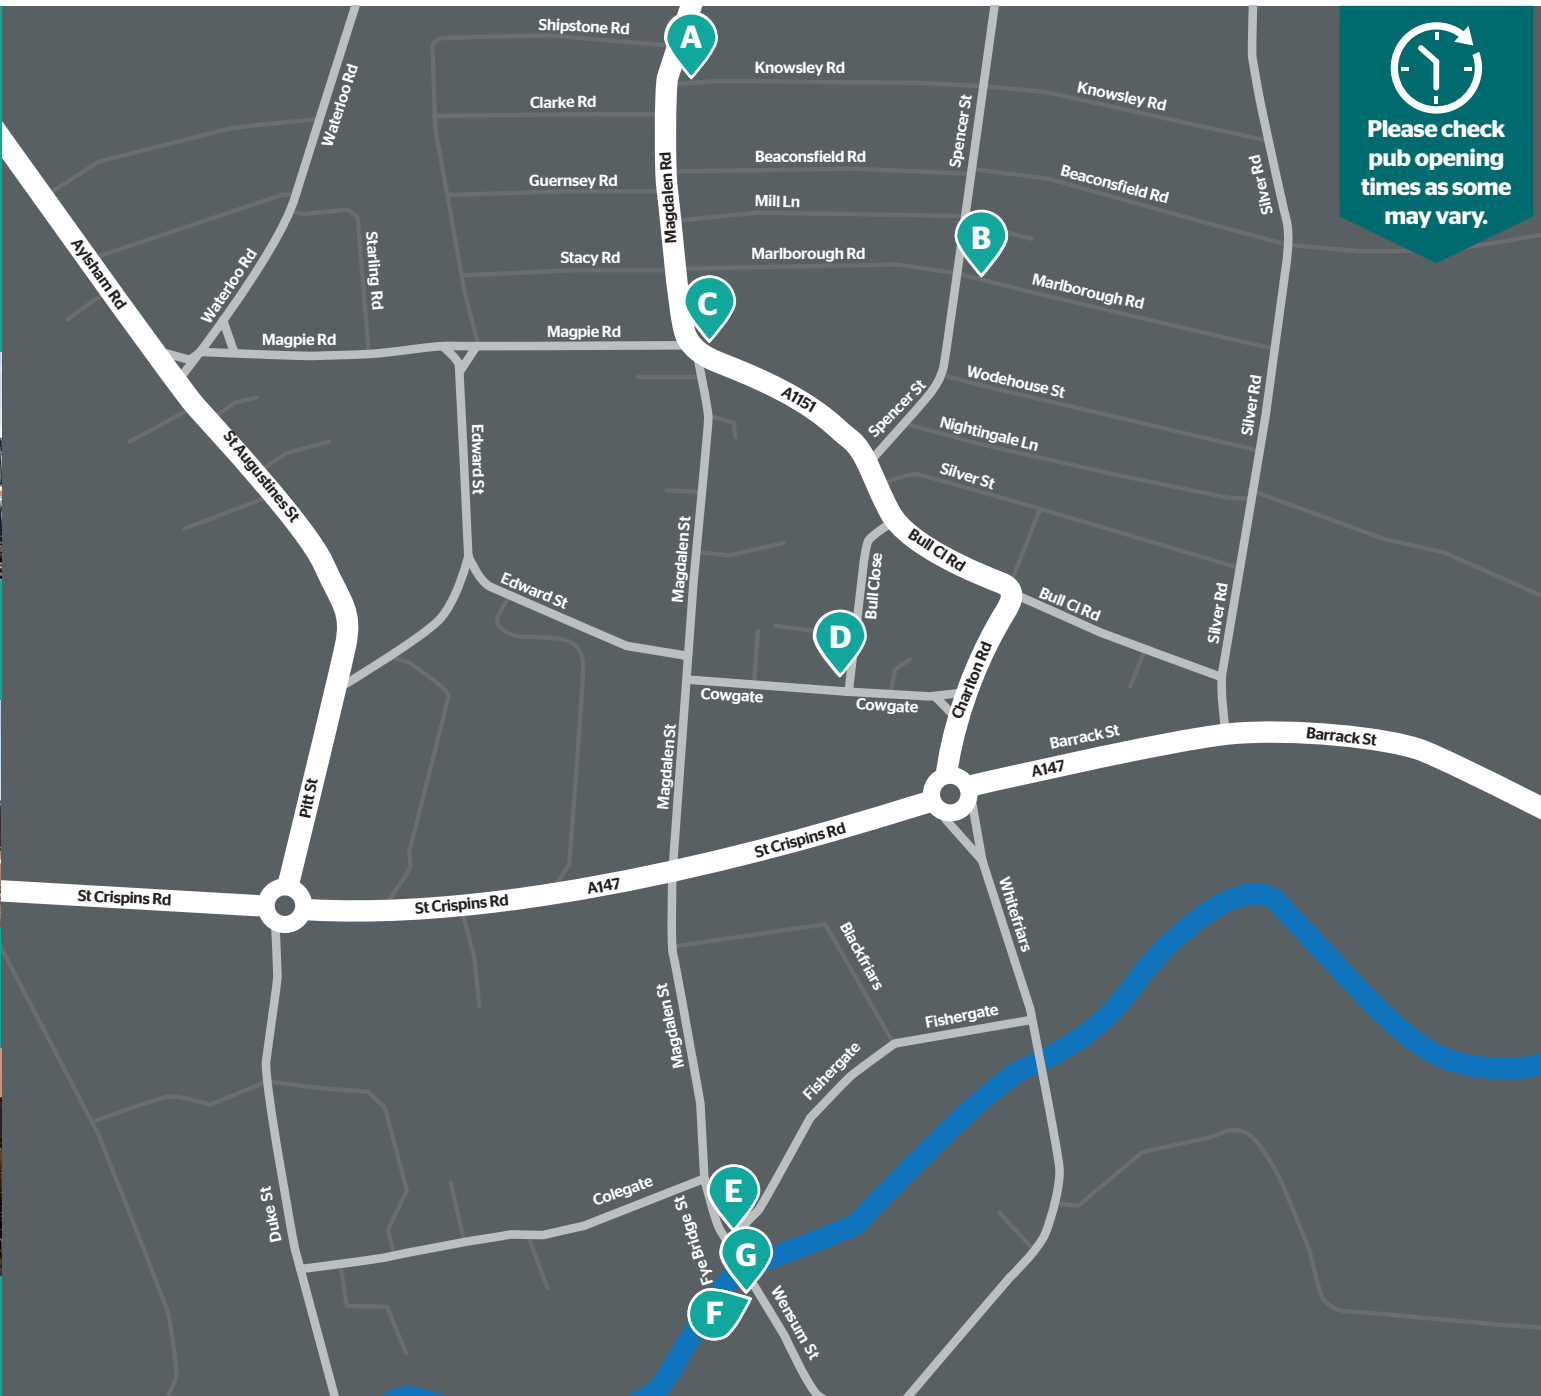 Shipstone Rd
A
Knowsley Rd
Knowsley Rd
Please check
pub opening
times as some
may vary.
Waterloo Rd
Clarke Rd
Spencer St
Magdalen Rd
Beaconsfield Rd
Beaconsfield Rd
Silver Rd
Guernsey Rd
Mill Ln
B
Aylsham Rd
Waterloo Rd
Starling Rd
Stacy Rd
Marlborough Rd
Marlborough Rd
C
Magpie Rd
Magpie Rd
A1151
Spencer St
Wodehouse St
Silver Rd
Nightingale Ln
St Augustines St
Edward St
Silver St
Magdalen St
Bull Cl Rd
Bull Close
Edward St
Bull Cl Rd
Silver Rd
D
Charlton Rd
Cowgate
Cowgate
Magdalen St
Barrack St
Barrack St
A147
Pitt St
St Crispins Rd
St Crispins Rd
A147
St Crispins Rd
Whitefriars
Blackfriars
Magdalen St
Fishergate
Fishergate
Duke St
Colegate
E
Fye Bridge St
G
F
Wensum St